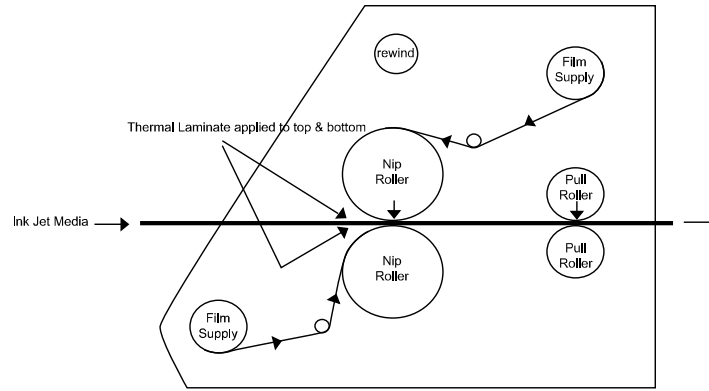 rewind
Film
Supply
Thermal Laminate applied to top & bottom
Nip
Roller
Pull
Roller
Ink Jet Media
Pull
Roller
Nip
Roller
Film
Supply